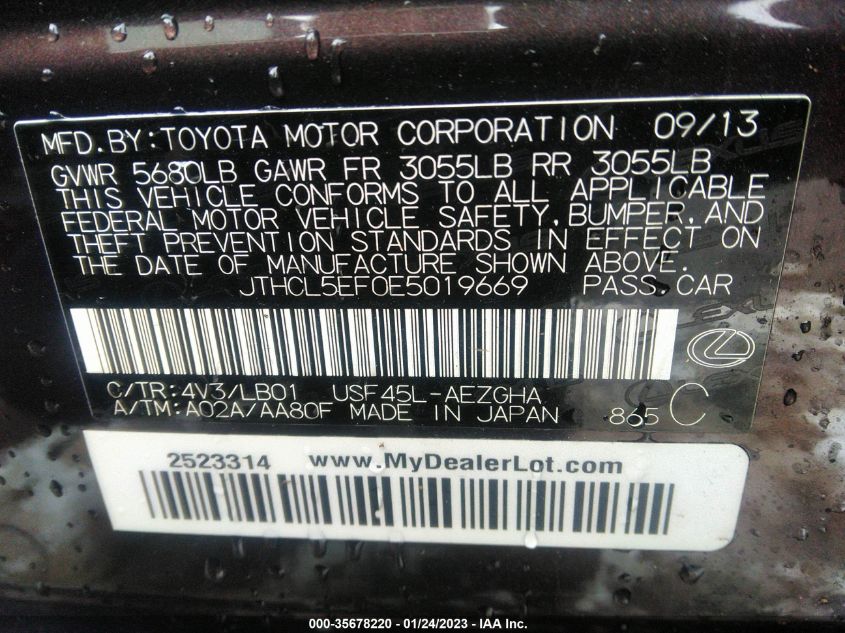 MFD.BY:TOYOTA MOTOR CORPORATION 09/13
GVWR 5680LB GAWR FR 3055LB RR 3055LB
THIS VEHICLE CONFORMS TO ALL APPLICABLE
FEDERAL MOTOR VEHICLE SAFETY,BUMPER,AND
THEFT PREVENTION STANDARDS IN EFFECT ON
THE DATE OF MANUFACTURE SHOWN ABOVE.
JTHCL5EF0E5019669 PASS.CAR
C/TR:4V3/LB01 USF45L-AEZGHA
A/TM:A02A/AA80F MADE IN JAPAN 865 C
2523314 www.MyDealerLot.com
000-35678220 - 01/24/2023 - IAA Inc.